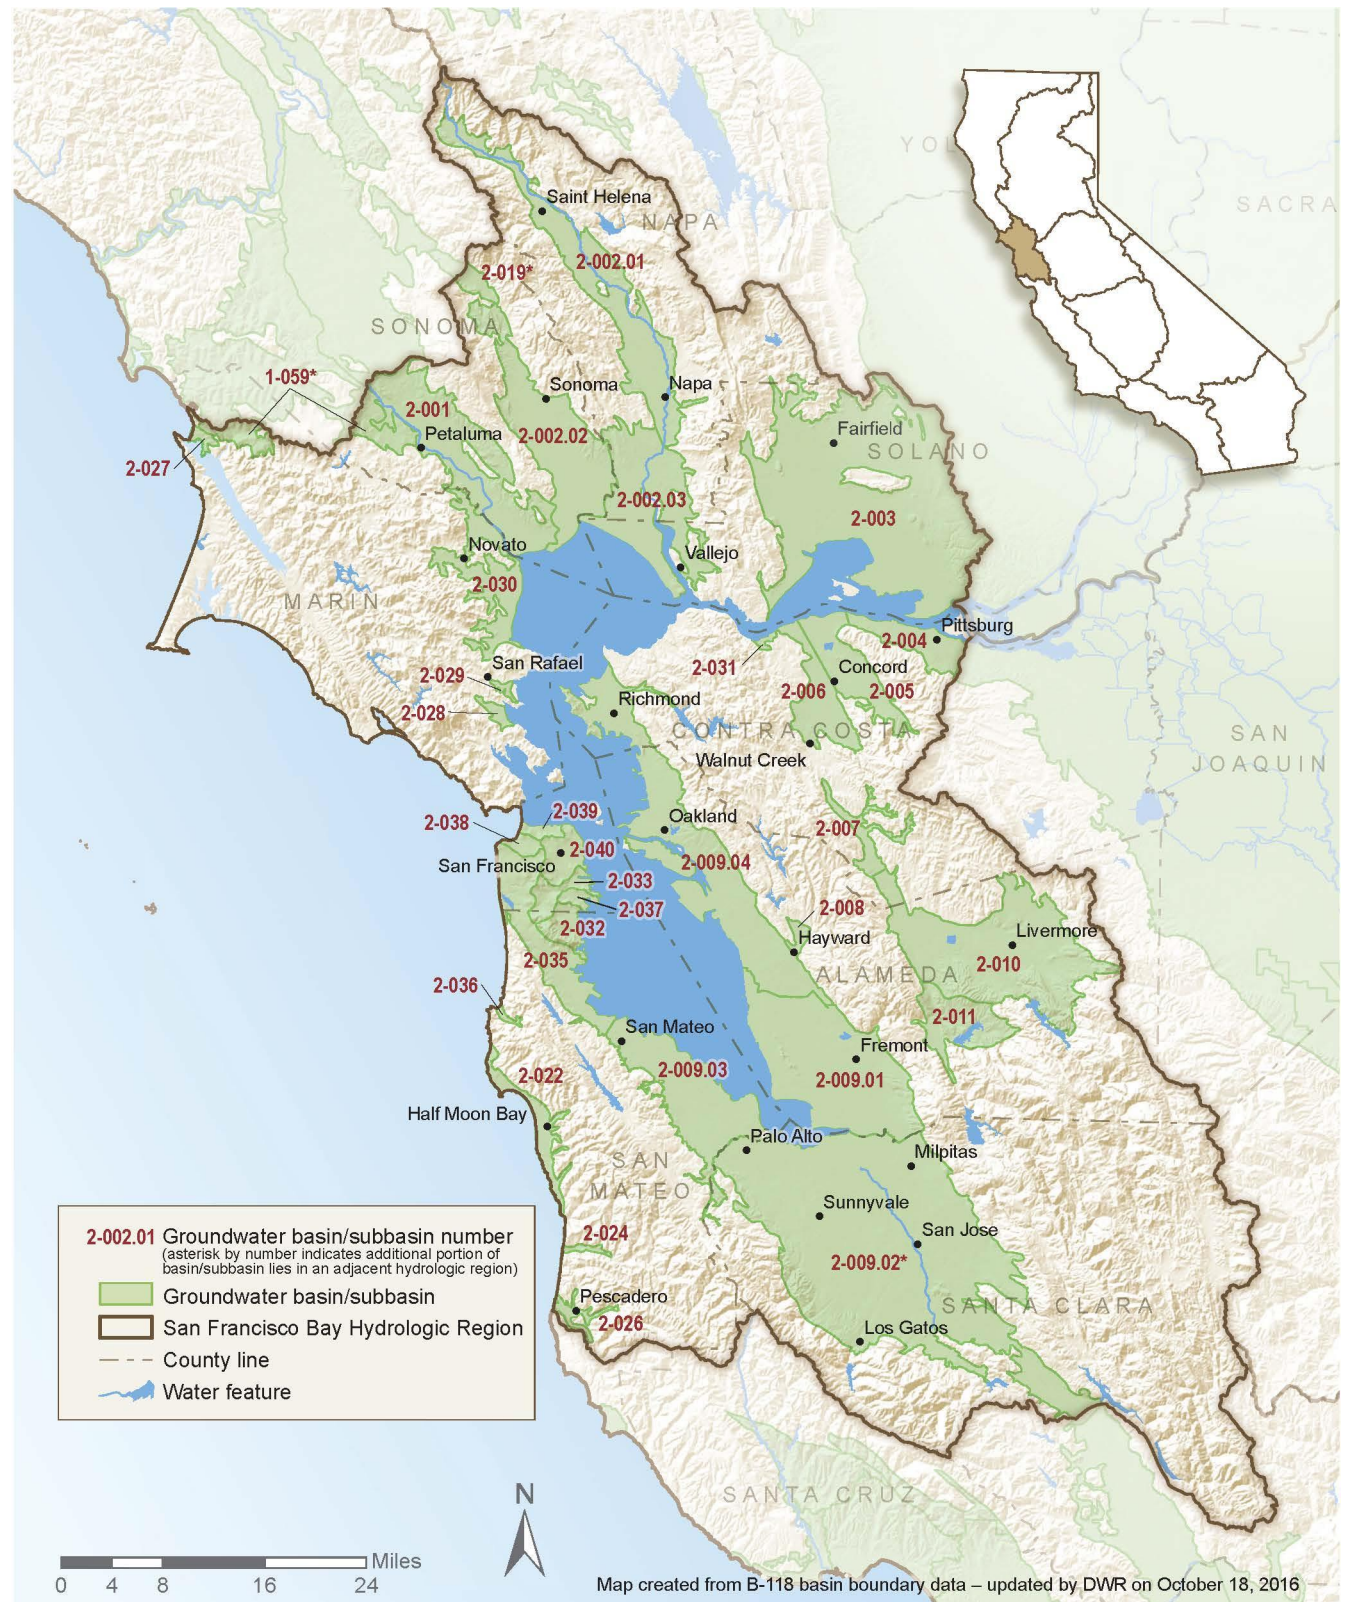 YOL
SACRA
Saint Helena
NAPA
2-002.01
2-019*
SONOMA
1-059*
Sonoma
Napa
2-001
Petaluma
2-002.02
Fairfield
SOLANO
2-027
2-002.03
2-003
Novato
Vallejo
2-030
MARIN
Pittsburg
2-004
San Rafael
2-031
Concord
2-029
2-006
2-005
Richmond
2-028
CONTRA COSTA
SAN
JOAQUIN
Walnut Creek
2-039
Oakland
2-038
2-007
2-040
San Francisco
2-009.04
2-033
2-037
2-008
2-032
Hayward
Livermore
2-035
ALAMEDA
2-010
2-036
2-011
San Mateo
Fremont
2-009.03
2-022
2-009.01
Half Moon Bay
Palo Alto
Milpitas
SAN
MATEO
Sunnyvale
San Jose
2-024
2-009.02*
Pescadero
SANTA CLARA
2-026
Los Gatos
2-002.01 Groundwater basin/subbasin number
(asterisk by number indicates additional portion of
basin/subbasin lies in an adjacent hydrologic region)
Groundwater basin/subbasin
San Francisco Bay Hydrologic Region
County line
Water feature
SANTA CRUZ
N
Miles
0 4 8 16 24
Map created from B-118 basin boundary data – updated by DWR on October 18, 2016